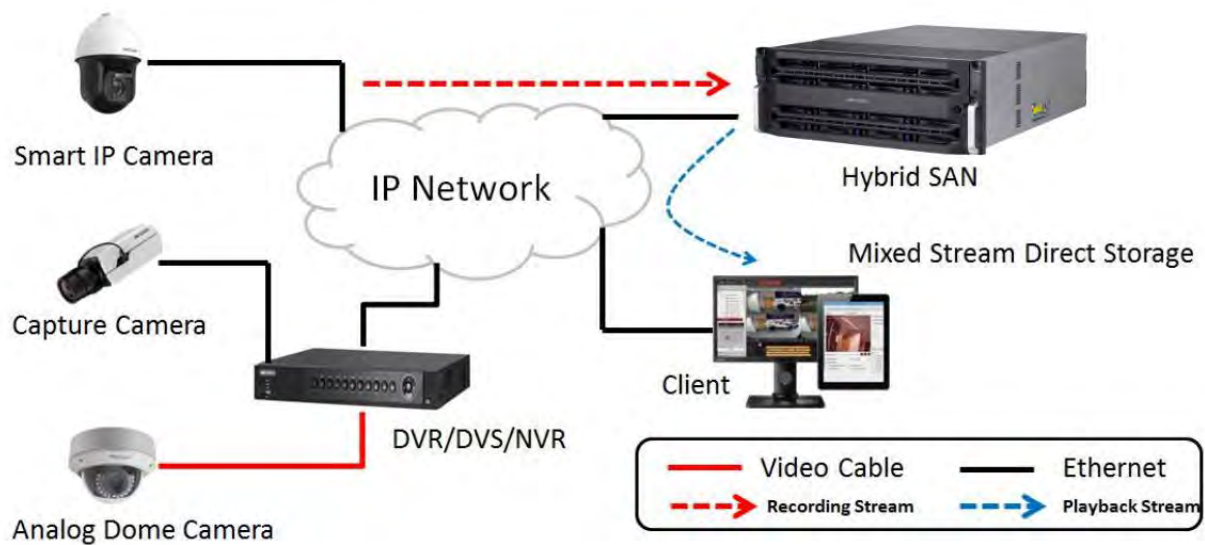 Smart IP Camera
IP Network
Hybrid SAN
Mixed Stream Direct Storage
Capture Camera
Client
DVR/DVS/NVR
Analog Dome Camera
Video Cable
Ethernet
Recording Stream
Playback Stream